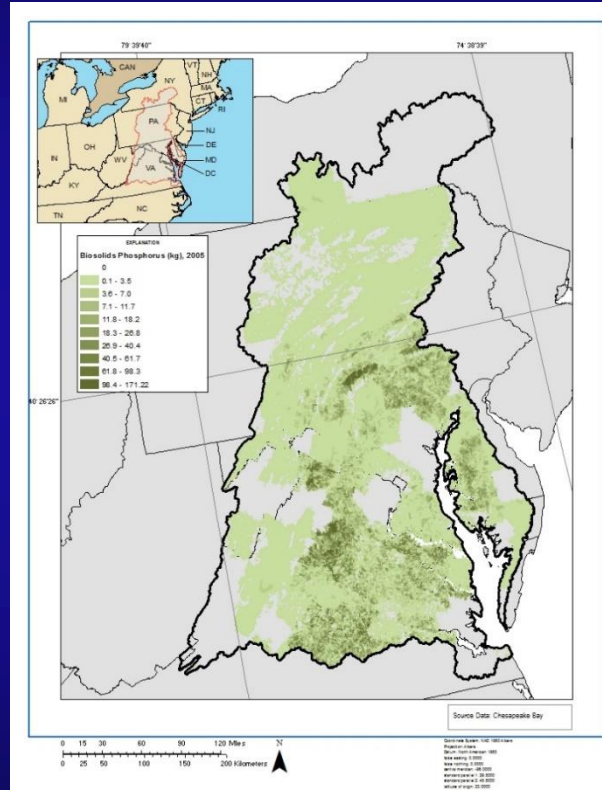 79°39'40"
74°38'39"
CAN
VT
NH
NY
MA
CT
RI
MI
PA
NJ
OH
IN
DE
WV
MD
VA
DC
KY
TN
NC
EXPLANATION
Biosolids Phosphorus (kg), 2005
0
0.1 - 3.5
3.6 - 7.0
7.1 - 11.7
11.8 - 18.2
18.3 - 26.8
26.9 - 40.4
40.5 - 61.7
61.8 - 98.3
98.4 - 171.22
40°26'26"
Source Data: Chesapeake Bay
0 15 30 60 90 120 Miles
N
0 25 50 100 150 200 Kilometers